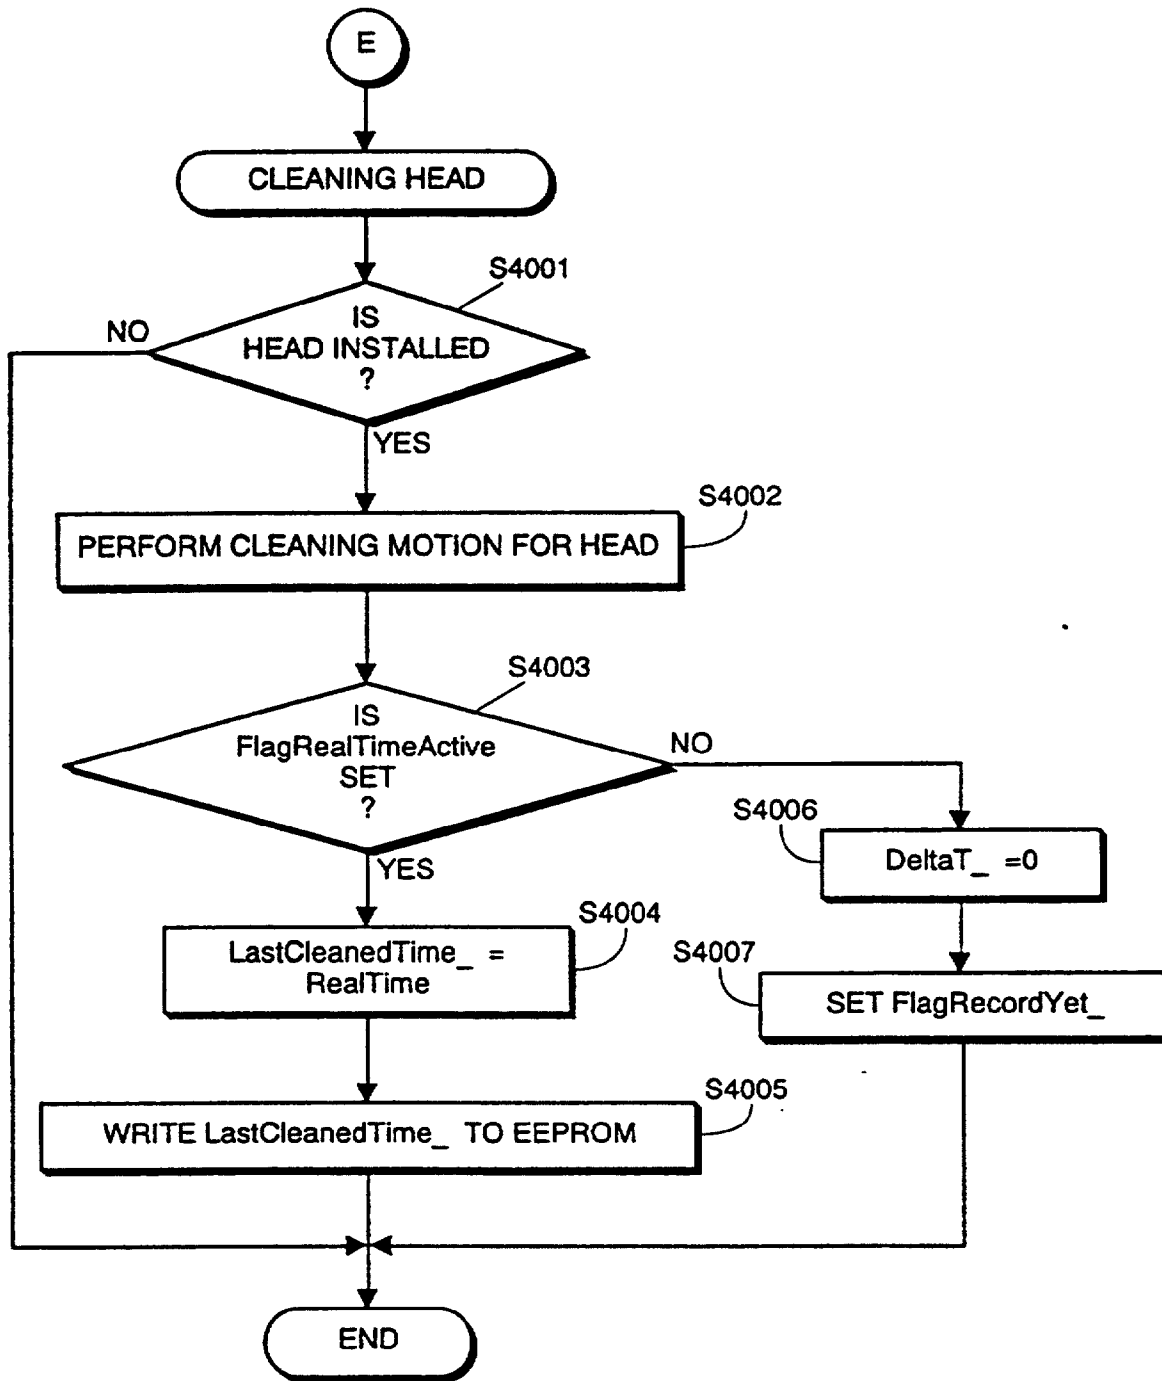 E
CLEANING HEAD
S4001
IS
HEAD INSTALLED
?
NO
YES
S4002
PERFORM CLEANING MOTION FOR HEAD
S4003
IS
FlagRealTimeActive
SET
?
NO
YES
S4006
DeltaT_ =0
S4004
LastCleanedTime_ =
RealTime
S4007
SET FlagRecordYet_
S4005
WRITE LastCleanedTime_ TO EEPROM
END